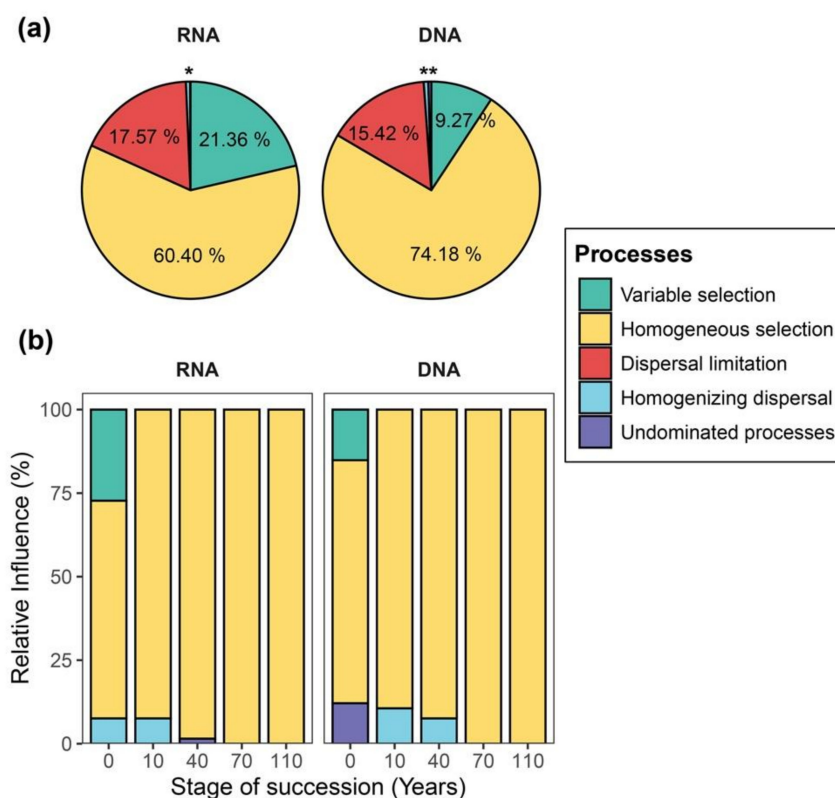 (a)
RNA
DNA
*
**
17.57 %
21.36 %
60.40 %
15.42 %
9.27 %
74.18 %
Processes
Variable selection
Homogeneous selection
Dispersal limitation
Homogenizing dispersal
Undominated processes
(b)
RNA
DNA
Relative Influence (%)
100
75
50
25
0
0 10 40 70 110
0 10 40 70 110
Stage of succession (Years)